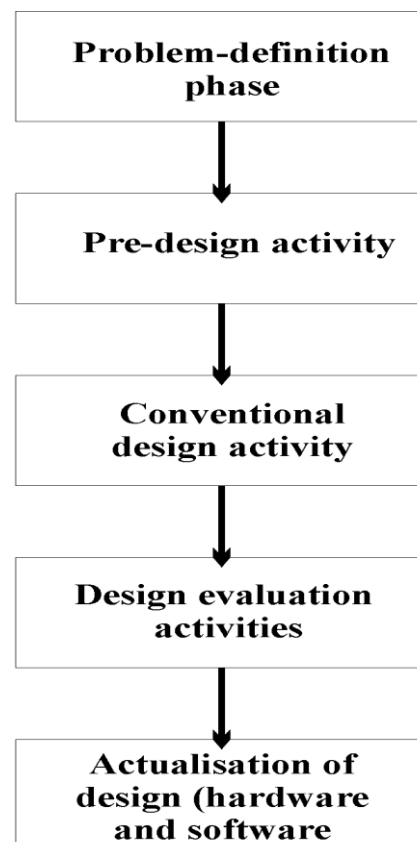 Problem-definition
phase
Pre-design activity
Conventional
design activity
Design evaluation
activities
Actualisation of
design (hardware
and software